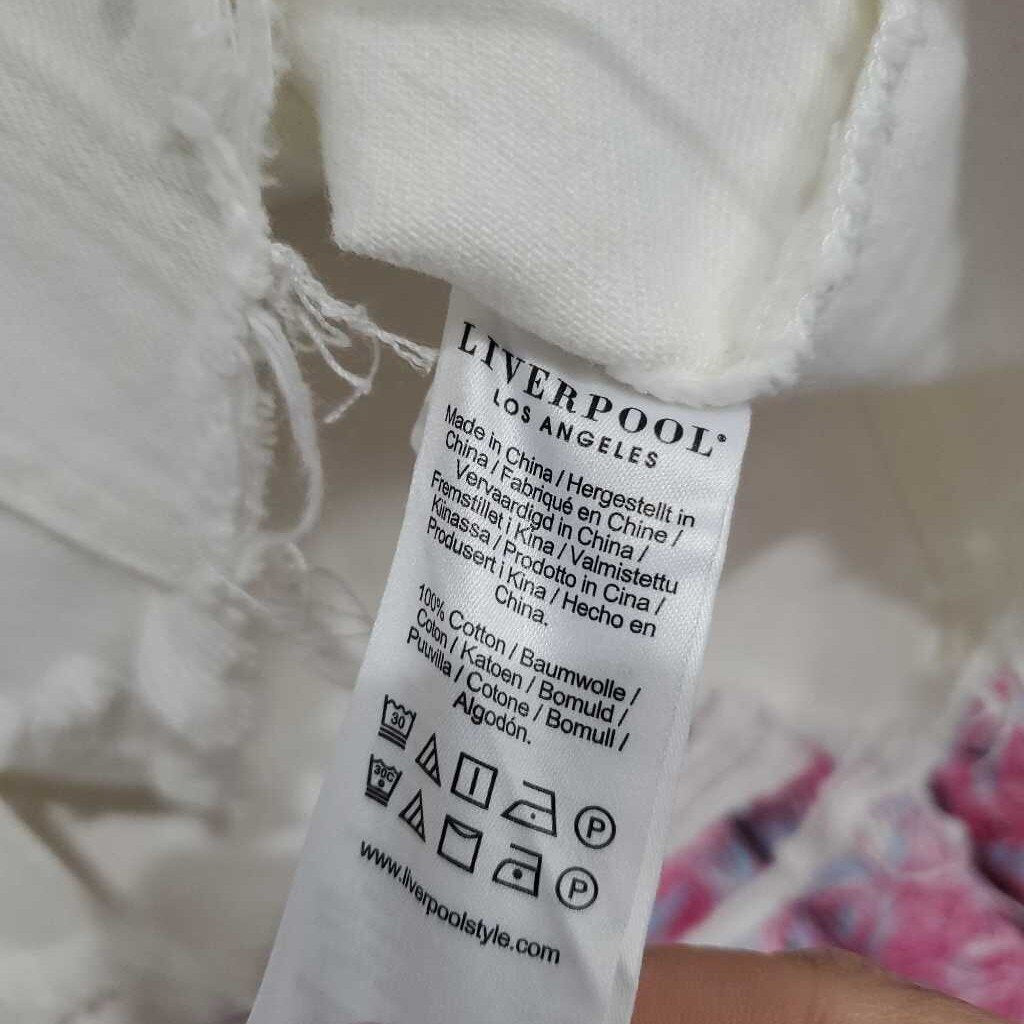 LIVERPOOL®
LOS ANGELES
Made in China / Hergestellt in
China / Fabriqué en Chine /
Vervaardigd in China /
Fremstillet i Kina / Valmistettu
Kiinassa / Prodotto in Cina /
Produsert i Kina / Hecho en
China.
100% Cotton / Baumwolle /
Coton / Katoen / Bomuld /
Puuvilla / Cotone / Bomull /
Algodón.
30
P
30C
P
www.liverpoolstyle.com